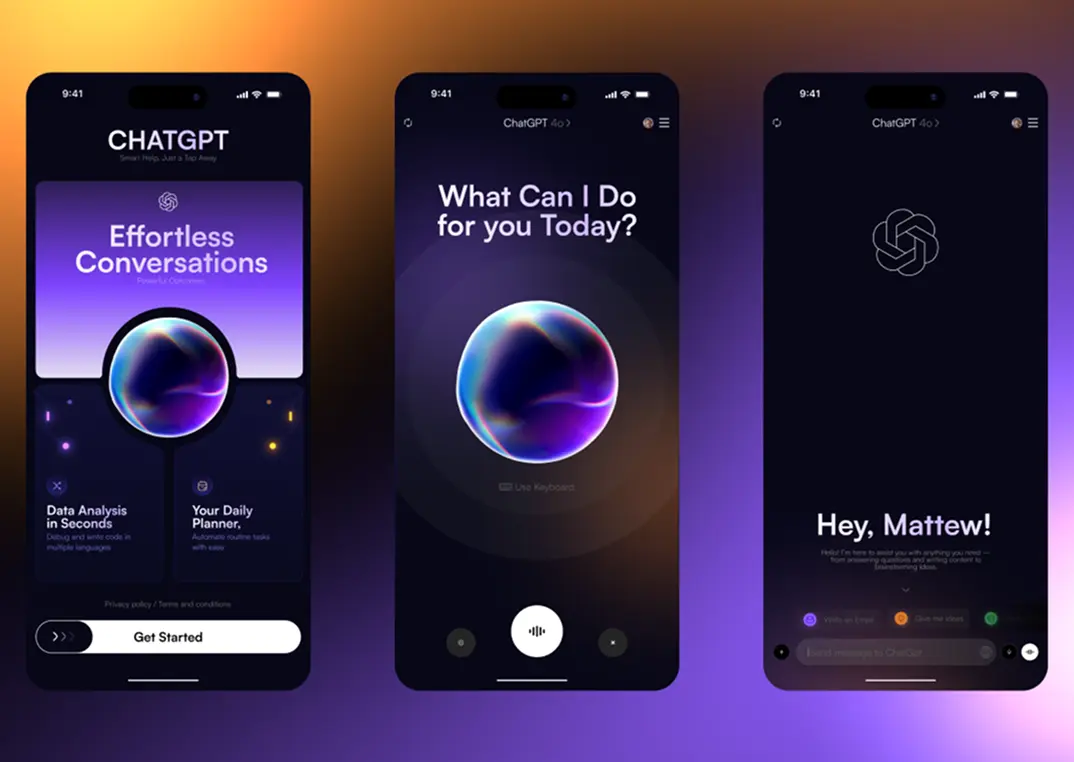 9:41
CHATGPT
Smart Help, Just a Tap Away
Effortless
Conversations
Powerful Outcomes
Data Analysis
in Seconds
Debug and write code in
multiple languages
Your Daily
Planner,
Automate routine tasks
with easy
Privacy policy / Terms and conditions
Get Started
9:41
ChatGPT 4o
What Can I Do
for you Today?
Use Keyboard
9:41
ChatGPT 4o
Hey, Mattew!
Hello! I'm here to assist you with anything you need —
from answering questions and writing content to
brainstorming ideas.
Write an Email
Give me ideas
Send message to ChatGpt...